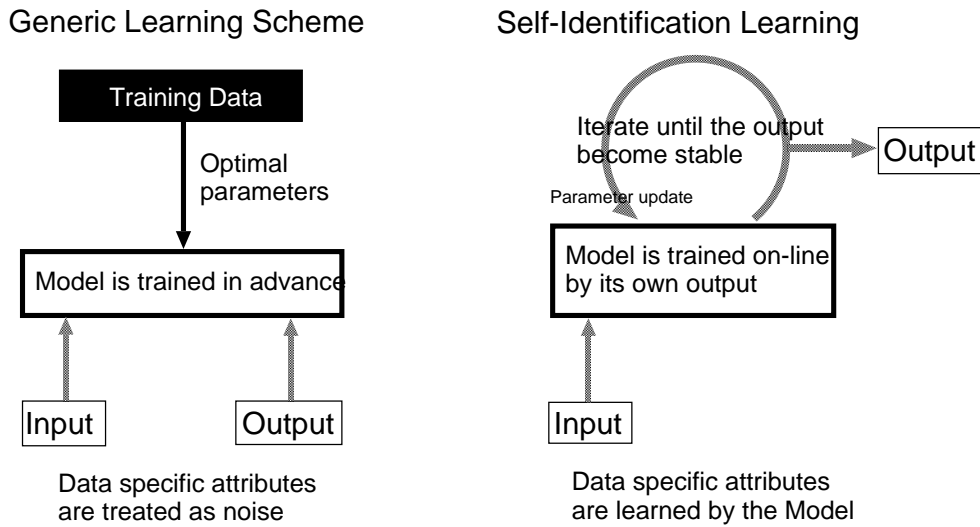 Generic Learning Scheme
Training Data
Optimal
parameters
Model is trained in advance
Input
Output
Data specific attributes
are treated as noise
Self-Identification Learning
Iterate until the output
become stable
Output
Parameter update
Model is trained on-line
by its own output
Input
Data specific attributes
are learned by the Model